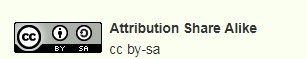 Attribution Share Alike
cc BY SA
cc by-sa